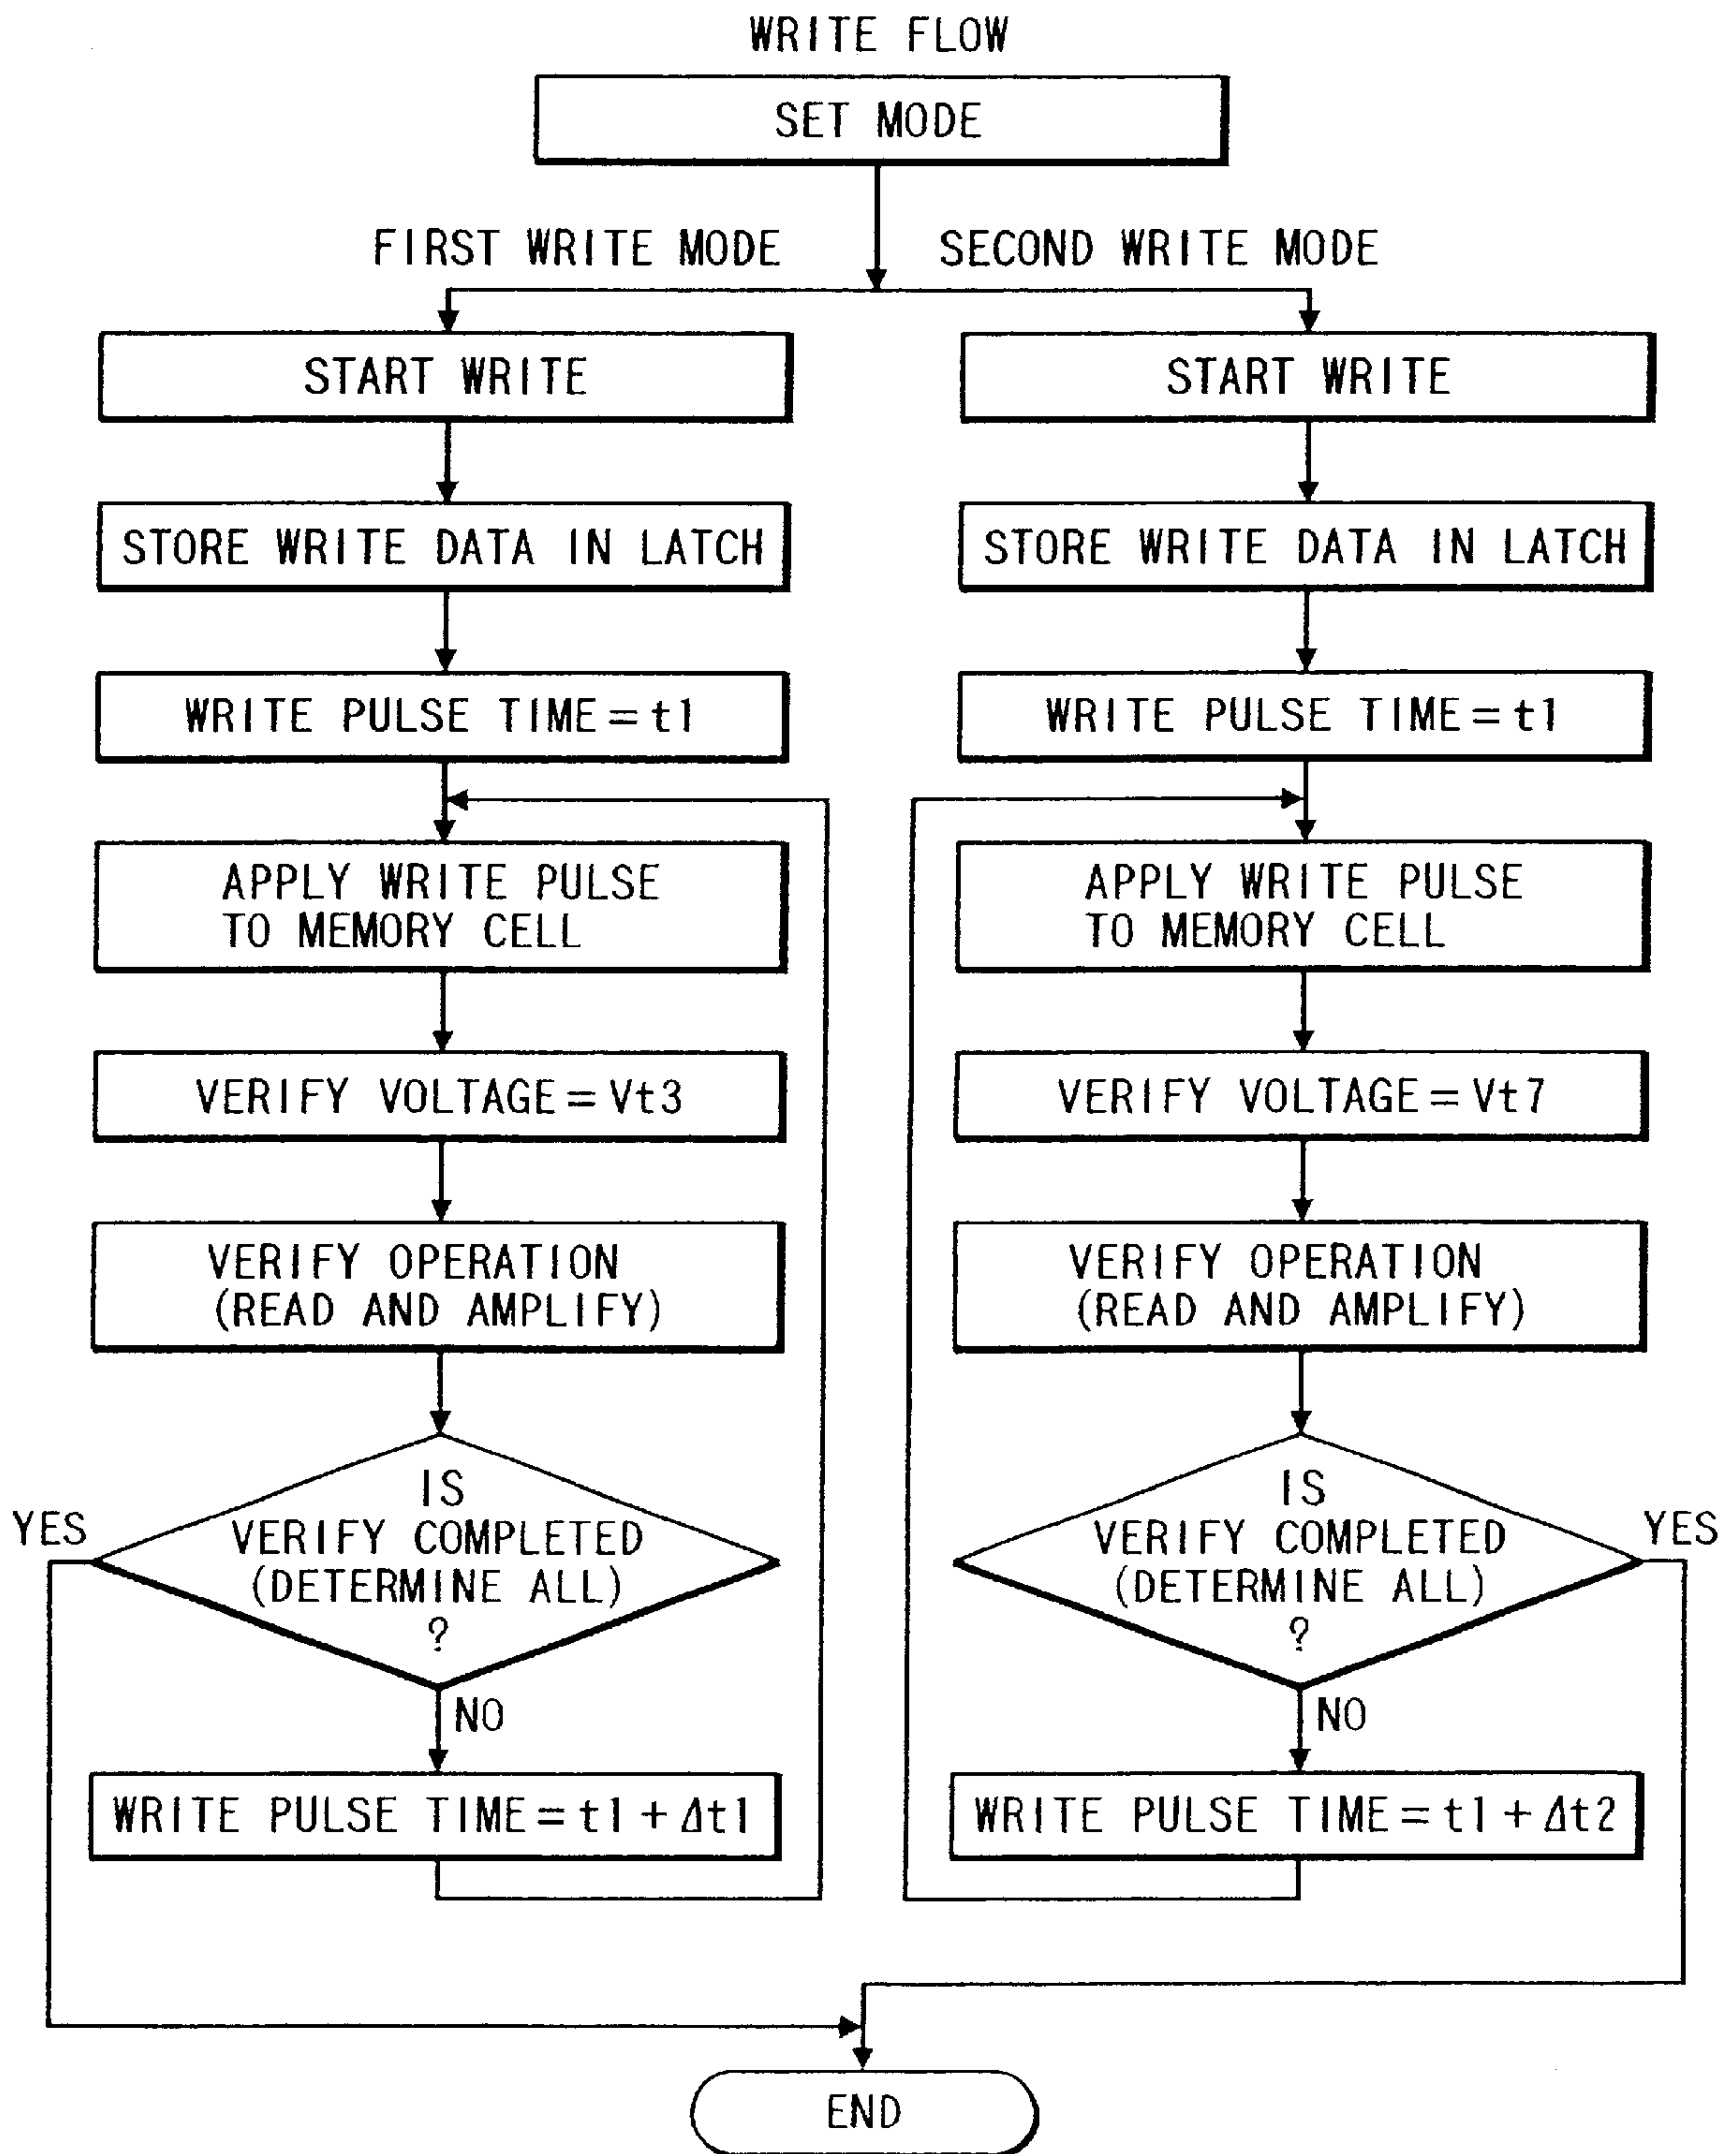 WRITE FLOW
SET MODE
FIRST WRITE MODE
SECOND WRITE MODE
START WRITE
STORE WRITE DATA IN LATCH
WRITE PULSE TIME=t1
APPLY WRITE PULSE
TO MEMORY CELL
VERIFY VOLTAGE=Vt3
VERIFY OPERATION
(READ AND AMPLIFY)
IS
VERIFY COMPLETED
(DETERMINE ALL)
?
YES
NO
WRITE PULSE TIME=t1+Δt1
START WRITE
STORE WRITE DATA IN LATCH
WRITE PULSE TIME=t1
APPLY WRITE PULSE
TO MEMORY CELL
VERIFY VOLTAGE=Vt7
VERIFY OPERATION
(READ AND AMPLIFY)
IS
VERIFY COMPLETED
(DETERMINE ALL)
?
YES
NO
WRITE PULSE TIME=t1+Δt2
END